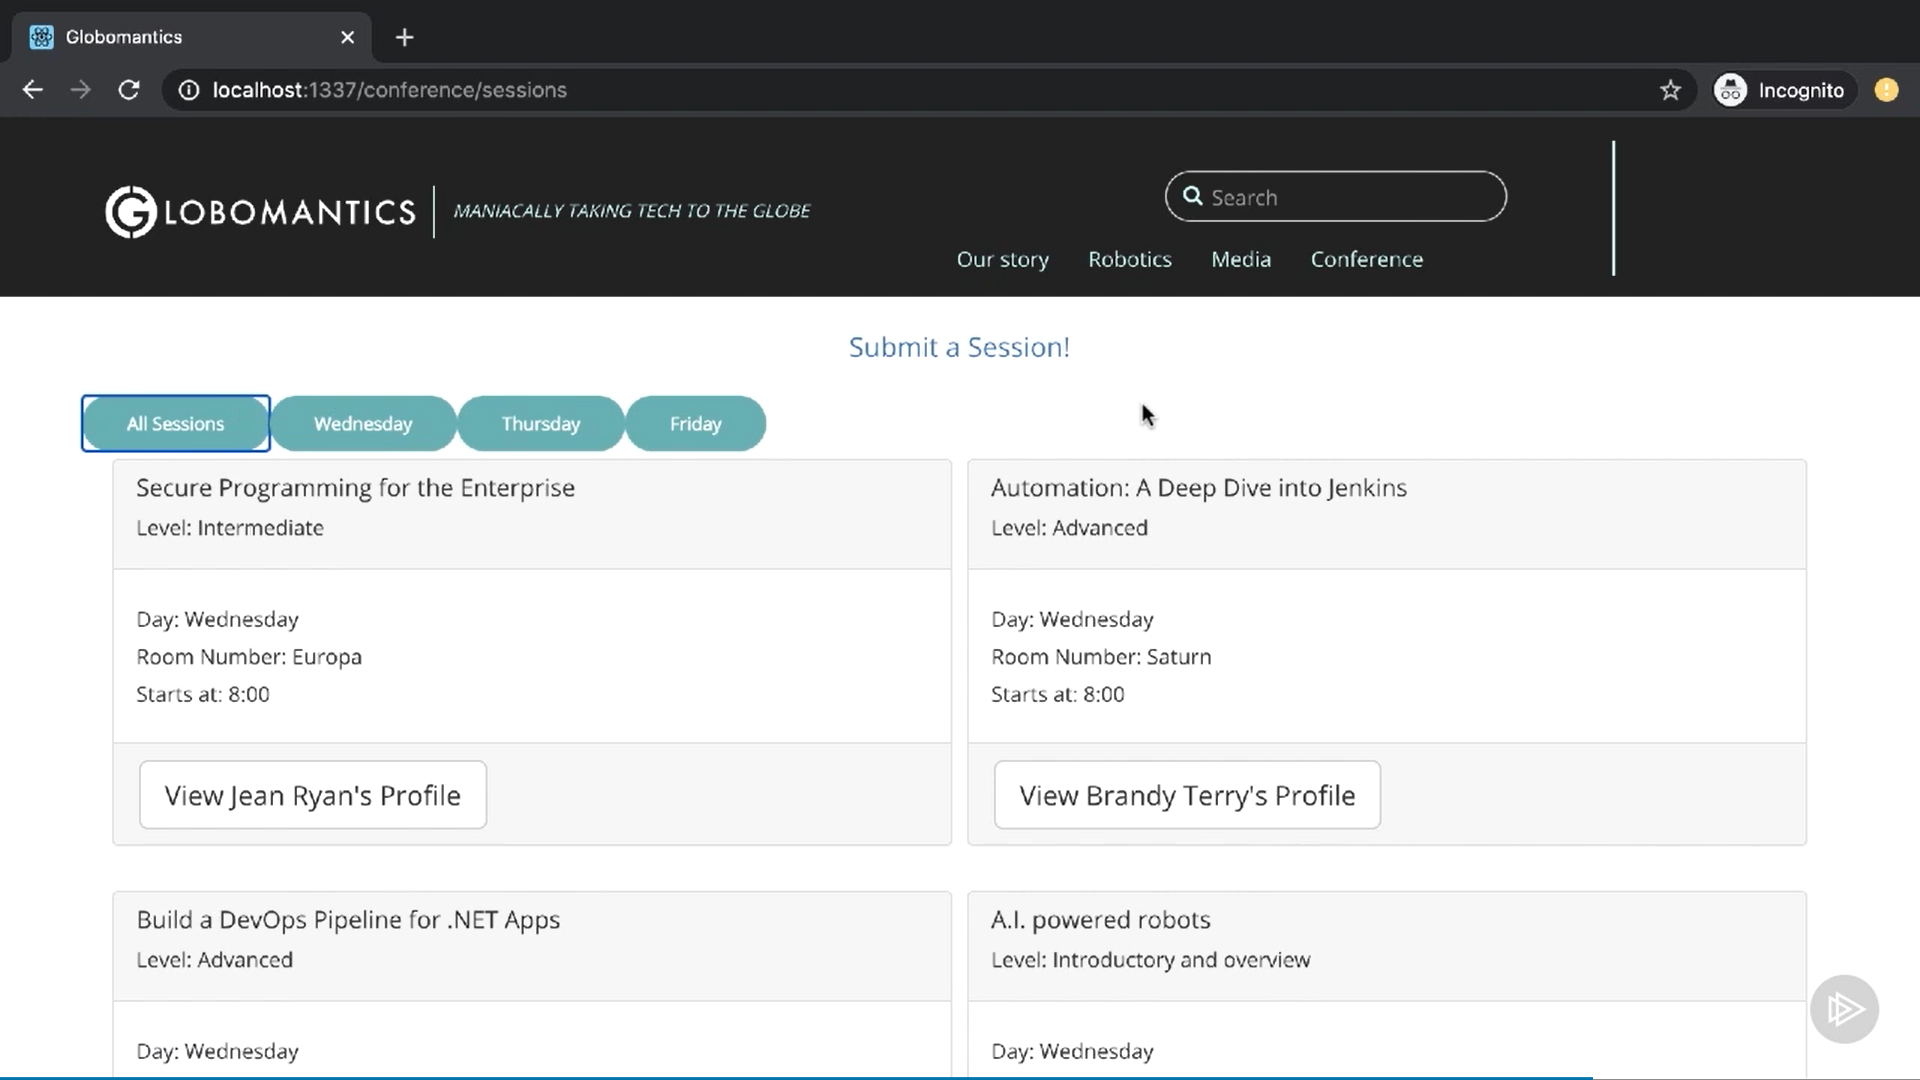 Globomantics
localhost:1337/conference/sessions
Incognito
GLOBOMANTICS
MANIACALLY TAKING TECH TO THE GLOBE
Search
Our story Robotics Media Conference
Submit a Session!
All Sessions Wednesday Thursday Friday
Secure Programming for the Enterprise
Level: Intermediate
Day: Wednesday
Room Number: Europa
Starts at: 8:00
View Jean Ryan's Profile
Automation: A Deep Dive into Jenkins
Level: Advanced
Day: Wednesday
Room Number: Saturn
Starts at: 8:00
View Brandy Terry's Profile
Build a DevOps Pipeline for .NET Apps
Level: Advanced
Day: Wednesday
A.I. powered robots
Level: Introductory and overview
Day: Wednesday